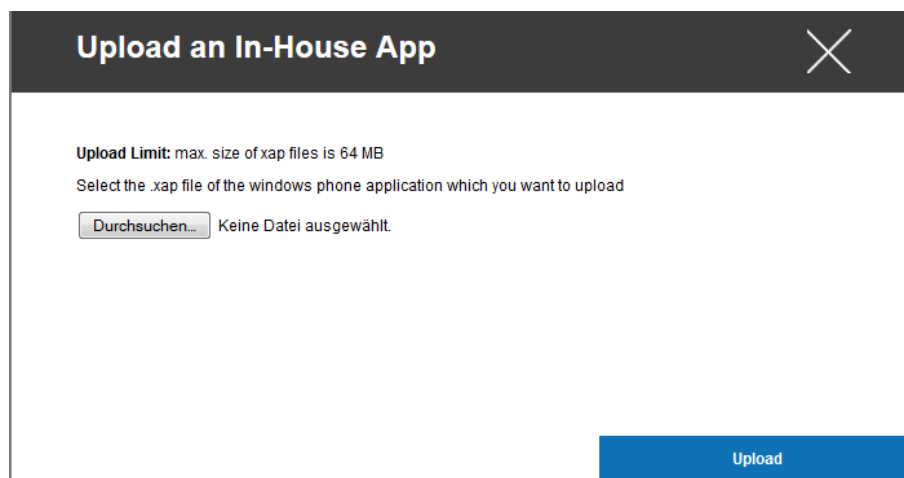 Upload an In-House App
Upload Limit: max. size of xap files is 64 MB
Select the .xap file of the windows phone application which you want to upload
Durchsuchen... Keine Datei ausgewählt.
Upload